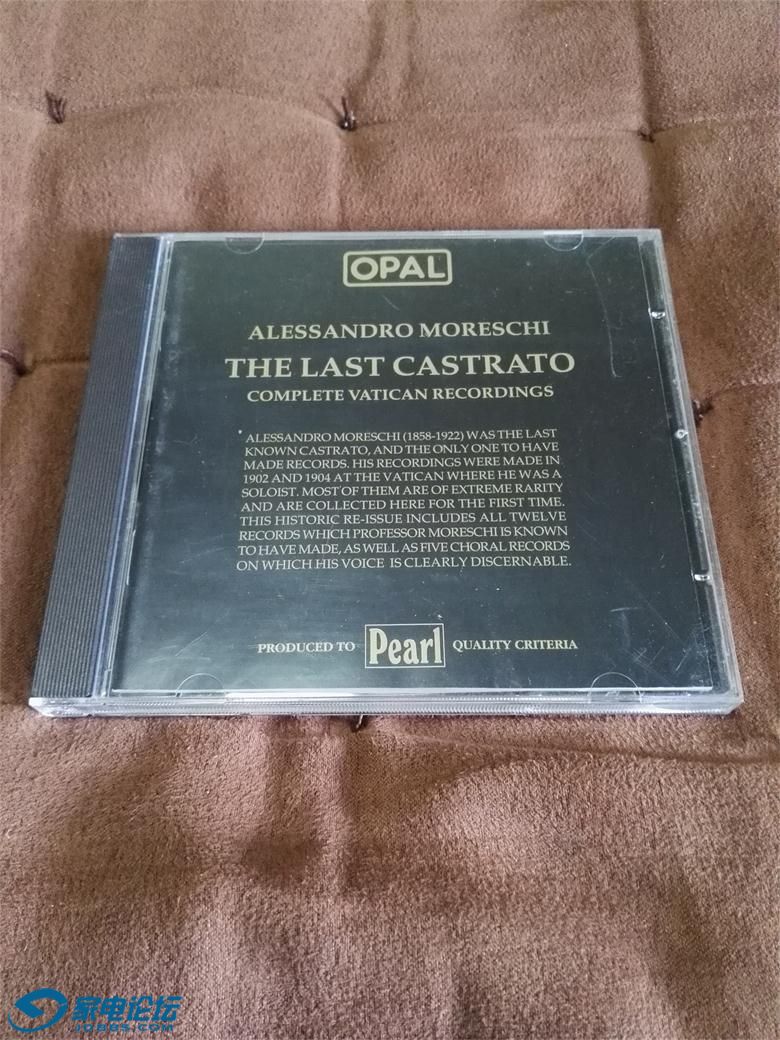 OPAL
ALESSANDRO MORESCHI
THE LAST CASTRATO
COMPLETE VATICAN RECORDINGS
ALESSANDRO MORESCHI (1858-1922) WAS THE LAST
KNOWN CASTRATO, AND THE ONLY ONE TO HAVE
MADE RECORDS. HIS RECORDINGS WERE MADE IN
1902 AND 1904 AT THE VATICAN WHERE HE WAS A
SOLOIST. MOST OF THEM ARE OF EXTREME RARITY
AND ARE COLLECTED HERE FOR THE FIRST TIME.
THIS HISTORIC RE-ISSUE INCLUDES ALL TWELVE
RECORDS WHICH PROFESSOR MORESCHI IS KNOWN
TO HAVE MADE, AS WELL AS FIVE CHORAL RECORDS
ON WHICH HIS VOICE IS CLEARLY DISCERNABLE.
PRODUCED TO Pearl QUALITY CRITERIA
家电论坛
JDBBS.COM